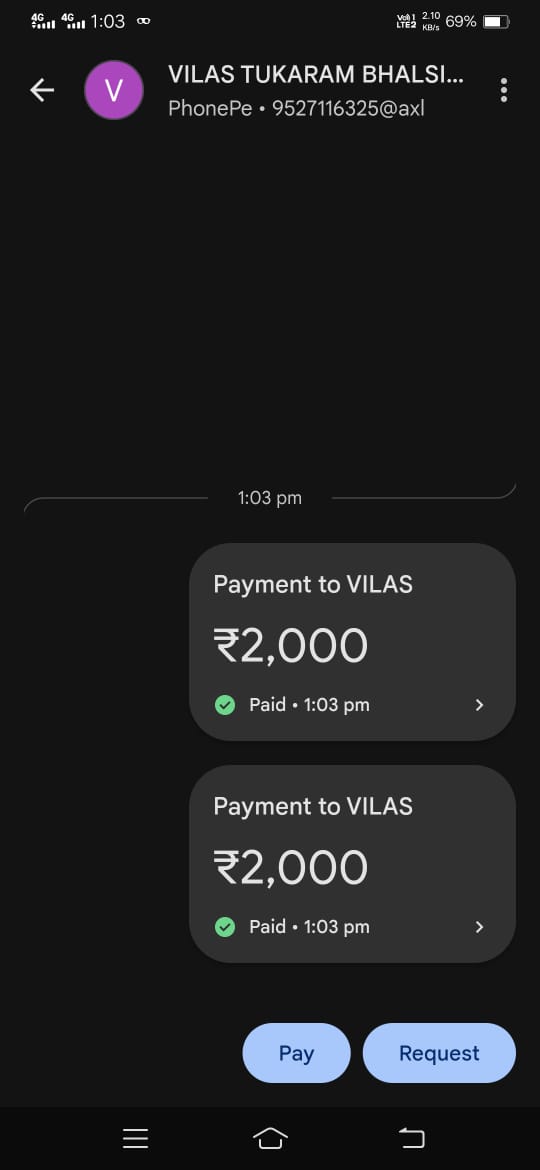 4G 4G 1:03 VoI) 1 LTE2 2.10 KB/s 69%
V
VILAS TUKARAM BHALSI...
PhonePe • 9527116325@axl
1:03 pm
Payment to VILAS
₹2,000
Paid • 1:03 pm
Payment to VILAS
₹2,000
Paid • 1:03 pm
Pay Request